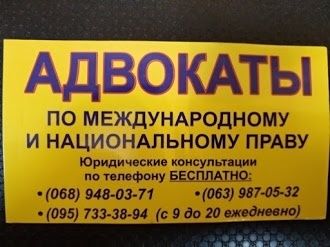 АДВОКАТЫ
ПО МЕЖДУНАРОДНОМУ
И НАЦИОНАЛЬНОМУ ПРАВУ
Юридические консультации
по телефону БЕСПЛАТНО:
• (068) 948-03-71 • (063) 987-05-32
• (095) 733-38-94 (с 9 до 20 ежедневно)